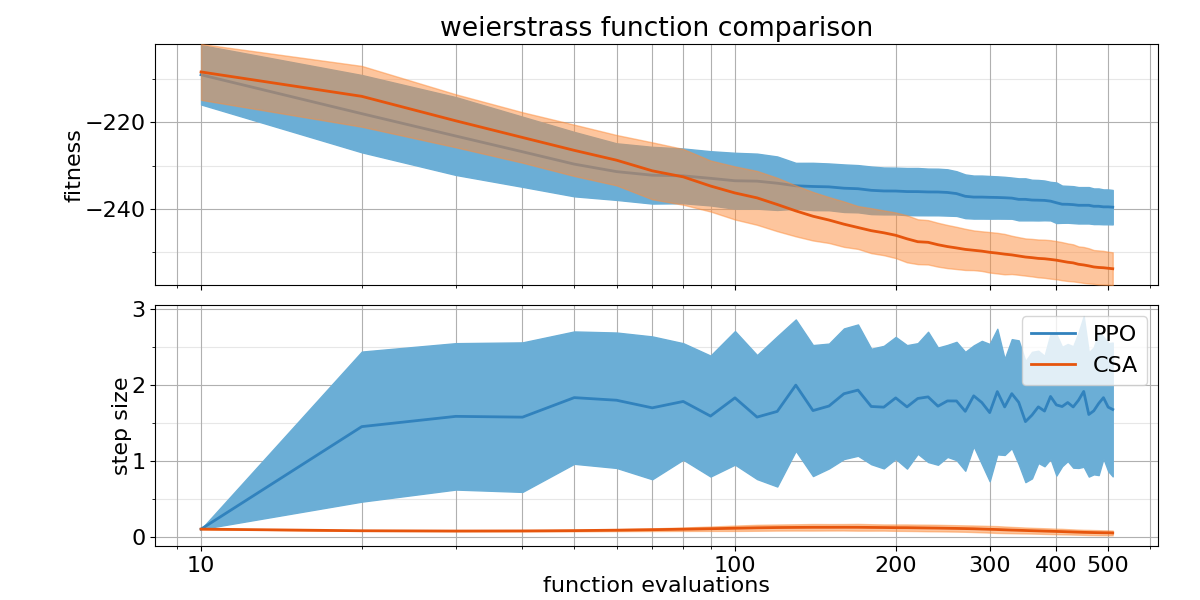 weierstrass function comparison
fitness
−220
−240
step size
3
2
1
0
PPO
CSA
10
100
200
300
400
500
function evaluations